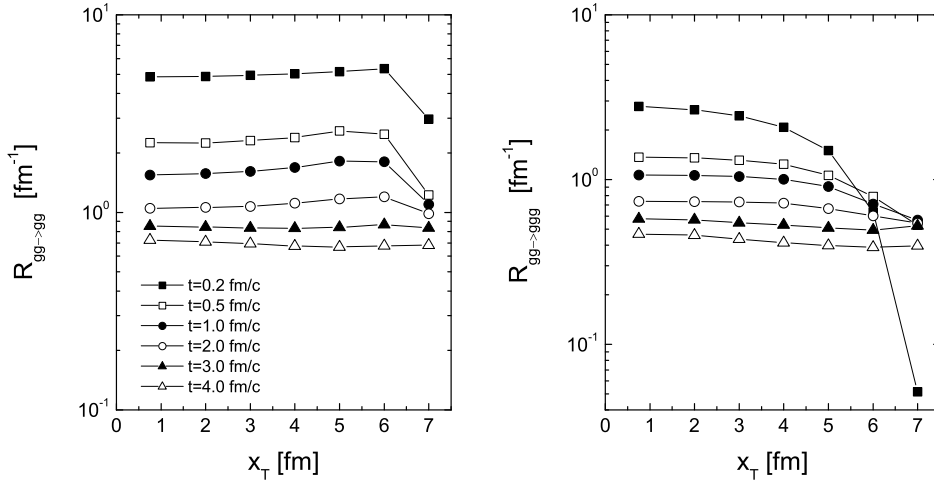 10^1
10^0
10^-1
R_gg->gg [fm^-1]
t=0.2 fm/c
t=0.5 fm/c
t=1.0 fm/c
t=2.0 fm/c
t=3.0 fm/c
t=4.0 fm/c
0 1 2 3 4 5 6 7
x_T [fm]
10^1
10^0
10^-1
R_gg->ggg [fm^-1]
0 1 2 3 4 5 6 7
x_T [fm]